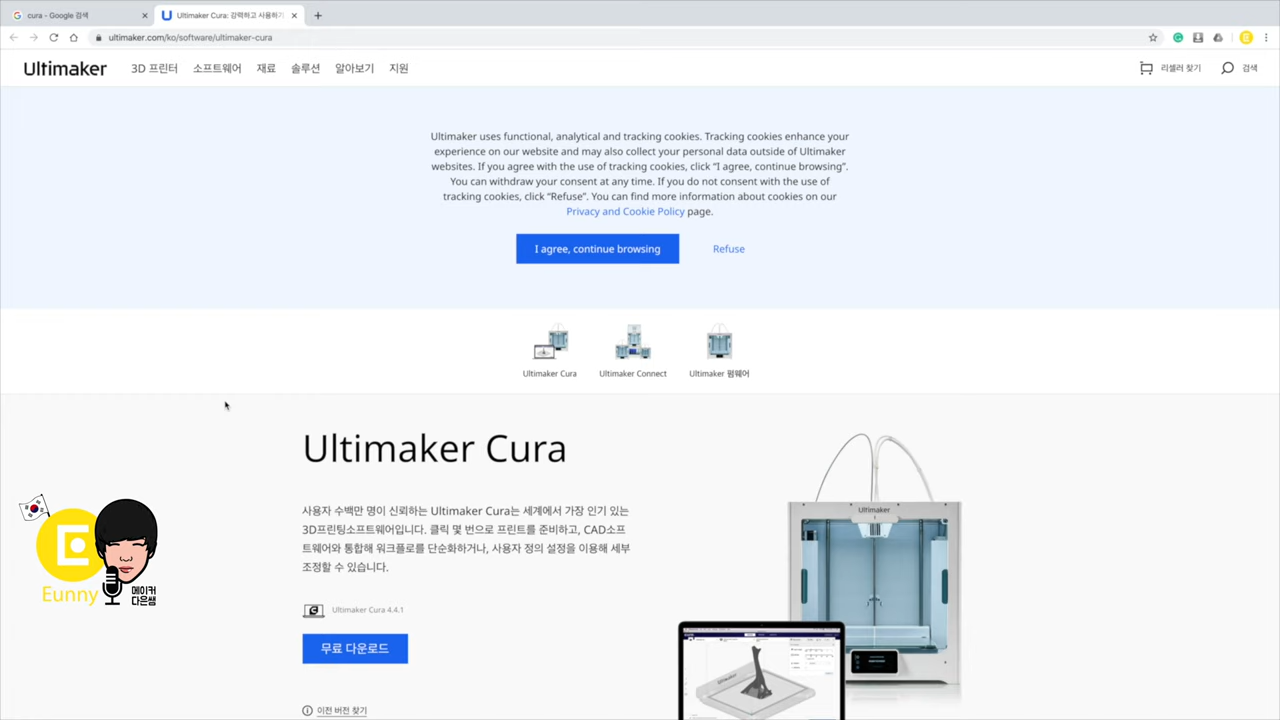 cura - Google 검색
Ultimaker Cura: 강력하고 사용하기
ultimaker.com/ko/software/ultimaker-cura
Ultimaker
3D 프린터
소프트웨어
재료
솔루션
알아보기
지원
리셀러 찾기
검색
Ultimaker uses functional, analytical and tracking cookies. Tracking cookies enhance your
experience on our website and may also collect your personal data outside of Ultimaker
websites. If you agree with the use of tracking cookies, click “I agree, continue browsing”.
You can withdraw your consent at any time. If you do not consent with the use of
tracking cookies, click “Refuse”. You can find more information about cookies on our
Privacy and Cookie Policy page.
I agree, continue browsing
Refuse
Ultimaker Cura
Ultimaker Connect
Ultimaker 펌웨어
Ultimaker Cura
사용자 수백만 명이 신뢰하는 Ultimaker Cura는 세계에서 가장 인기 있는
3D프린팅소프트웨어입니다. 클릭 몇 번으로 프린트를 준비하고, CAD소프
트웨어와 통합해 워크플로를 단순화하거나, 사용자 정의 설정을 이용해 세부
조정할 수 있습니다.
Ultimaker Cura 4.4.1
무료 다운로드
이전 버전 찾기
Ultimaker
Eunny
메이커
다은쌤